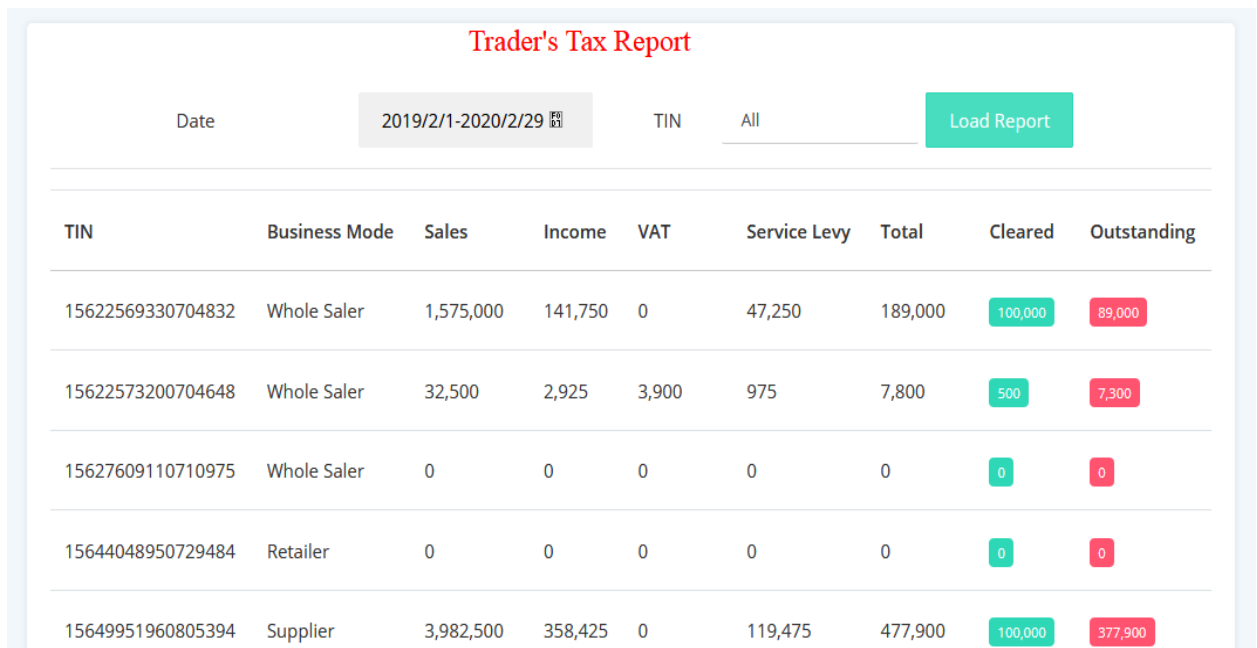 Trader's Tax Report
Date 2019/2/1-2020/2/29 TIN All Load Report
TIN Business Mode Sales Income VAT Service Levy Total Cleared Outstanding
15622569330704832 Whole Saler 1,575,000 141,750 0 47,250 189,000 100,000 89,000
15622573200704648 Whole Saler 32,500 2,925 3,900 975 7,800 500 7,300
15627609110710975 Whole Saler 0 0 0 0 0 0 0
15644048950729484 Retailer 0 0 0 0 0 0 0
15649951960805394 Supplier 3,982,500 358,425 0 119,475 477,900 100,000 377,900